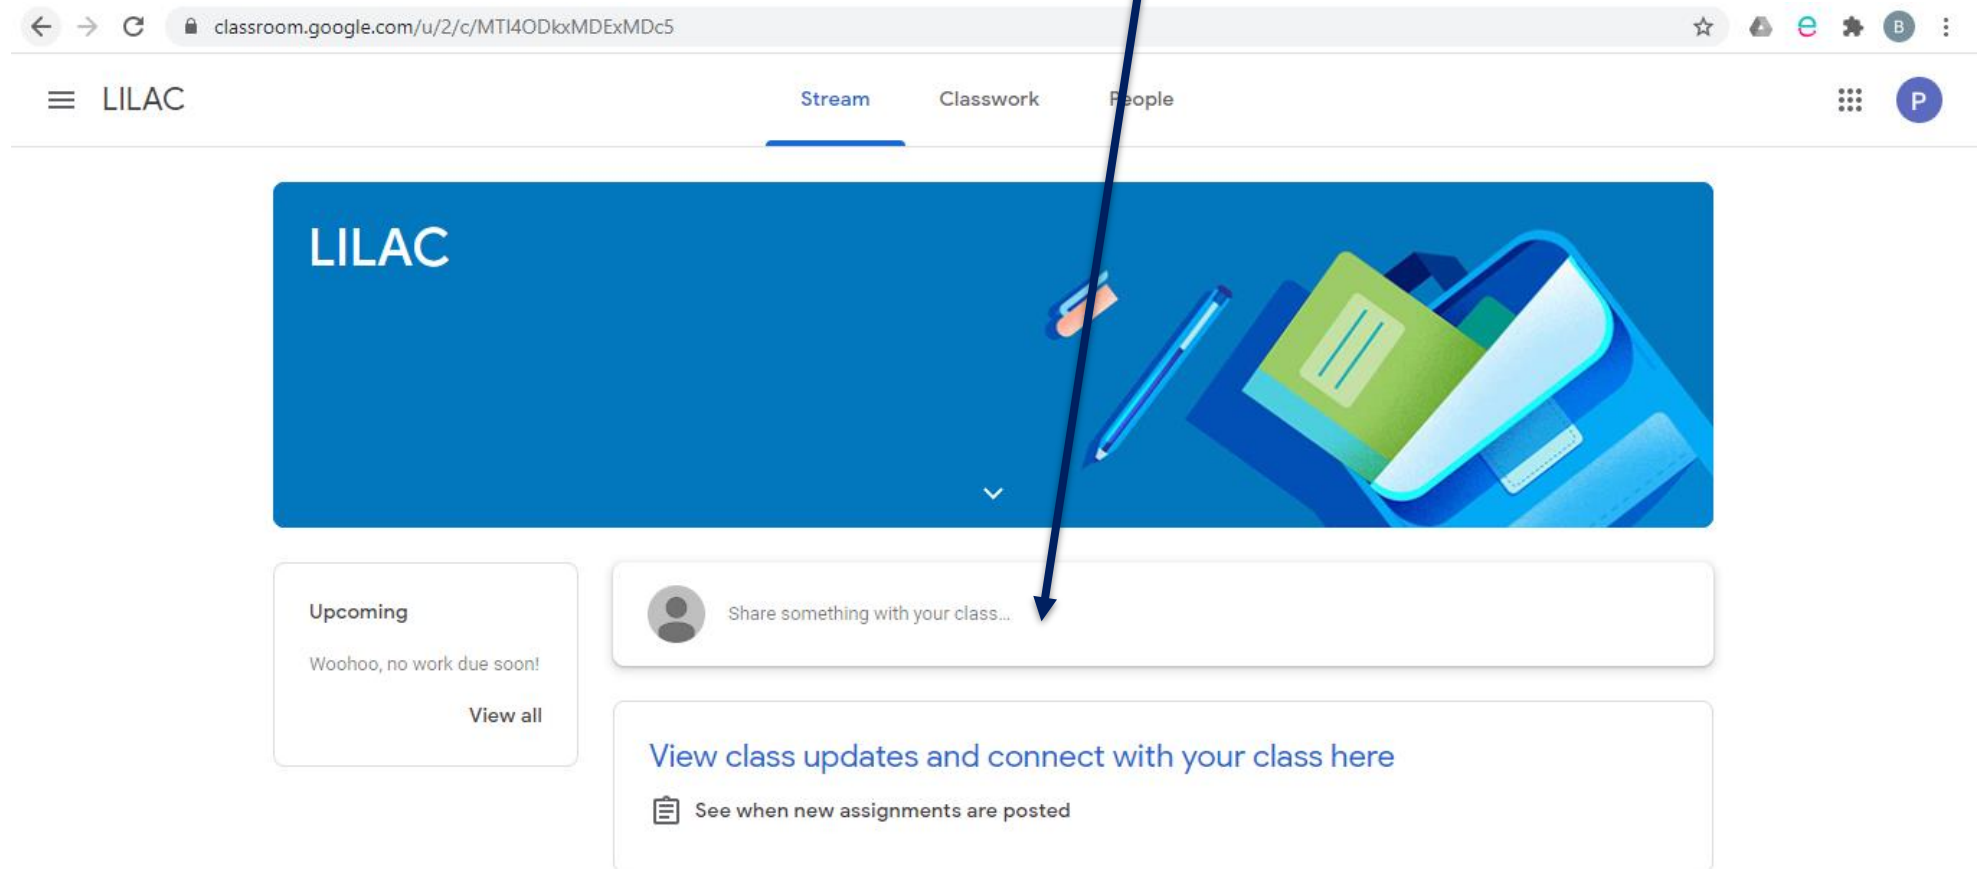 classroom.google.com/u/2/c/MTI4ODkxMDExMDc5
B
LILAC
Stream Classwork People
P
LILAC
Upcoming
Woohoo, no work due soon!
View all
Share something with your class...
View class updates and connect with your class here
See when new assignments are posted